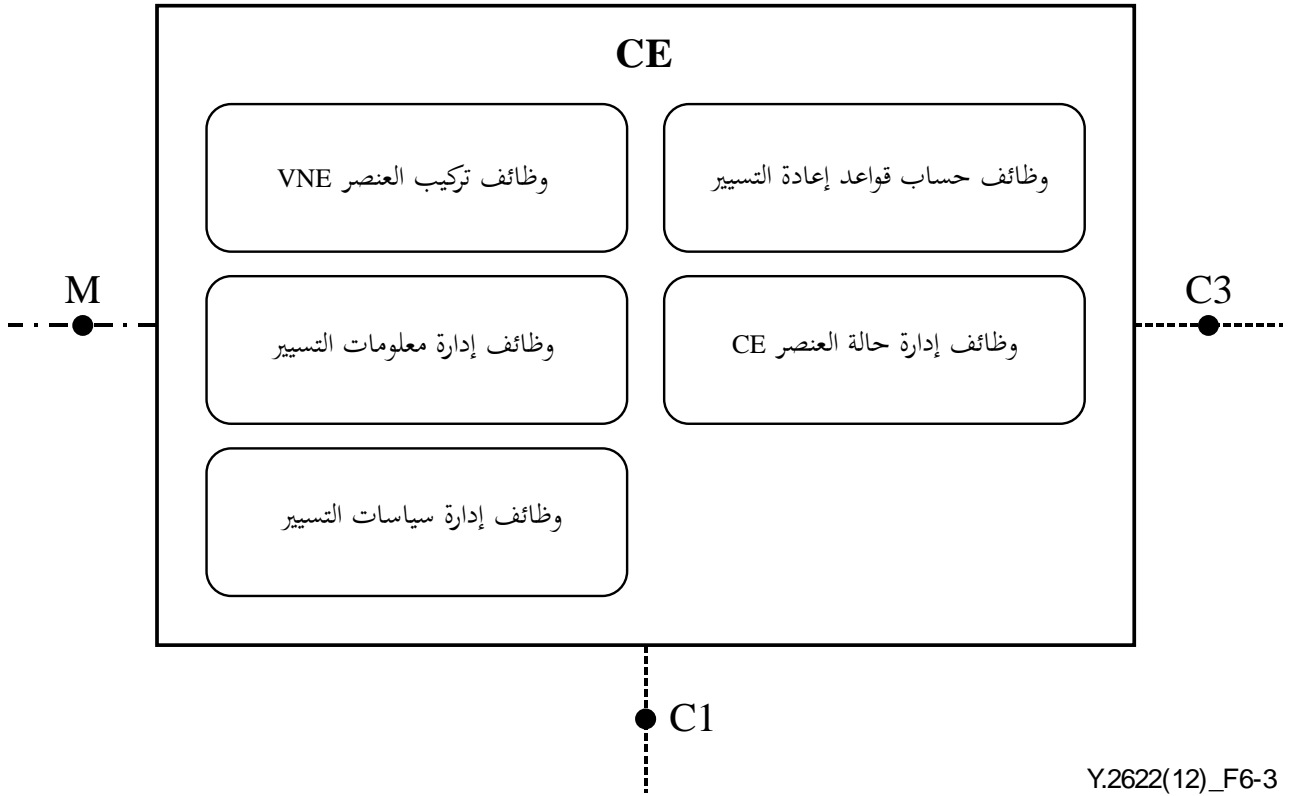 CE
وظائف حساب قواعد إعادة التسيير
وظائف تركيب العنصر VNE
M
C3
وظائف إدارة حالة العنصر CE
وظائف إدارة معلومات التسيير
وظائف إدارة سياسات التسيير
C1
Y.2622(12)_F6-3